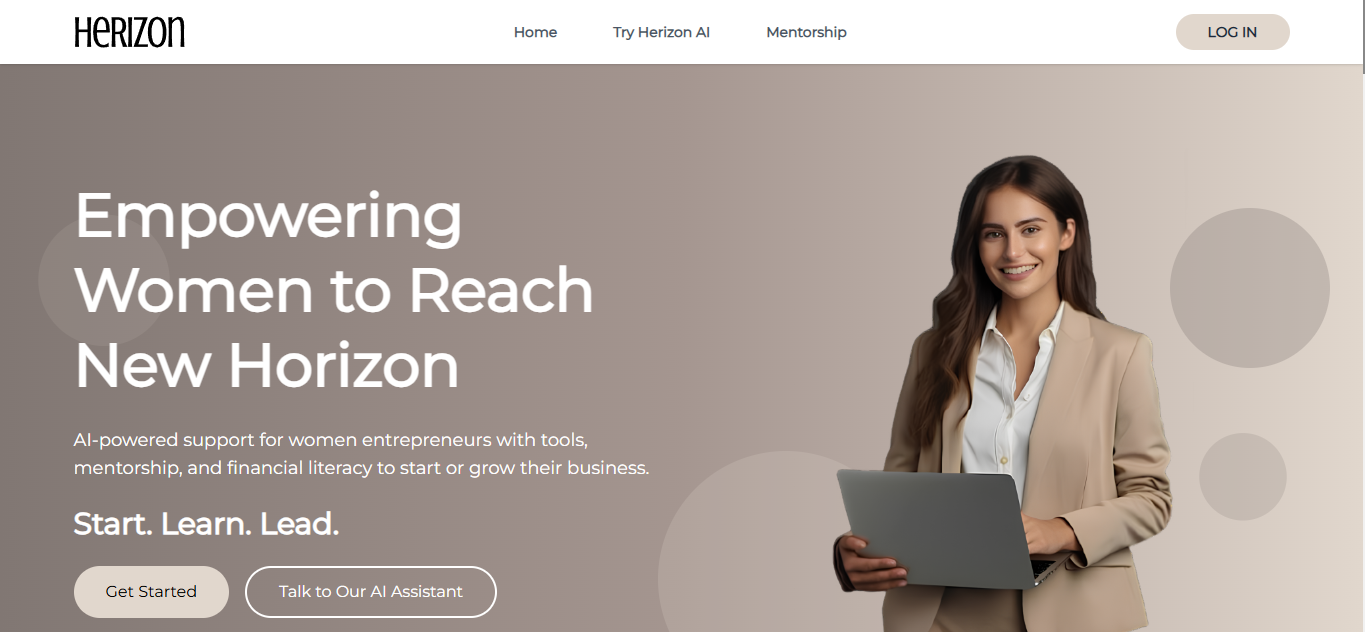 HeRIZOn
Home
Try Herizon AI
Mentorship
LOG IN
Empowering
Women to Reach
New Horizon
AI-powered support for women entrepreneurs with tools,
mentorship, and financial literacy to start or grow their business.
Start. Learn. Lead.
Get Started
Talk to Our AI Assistant